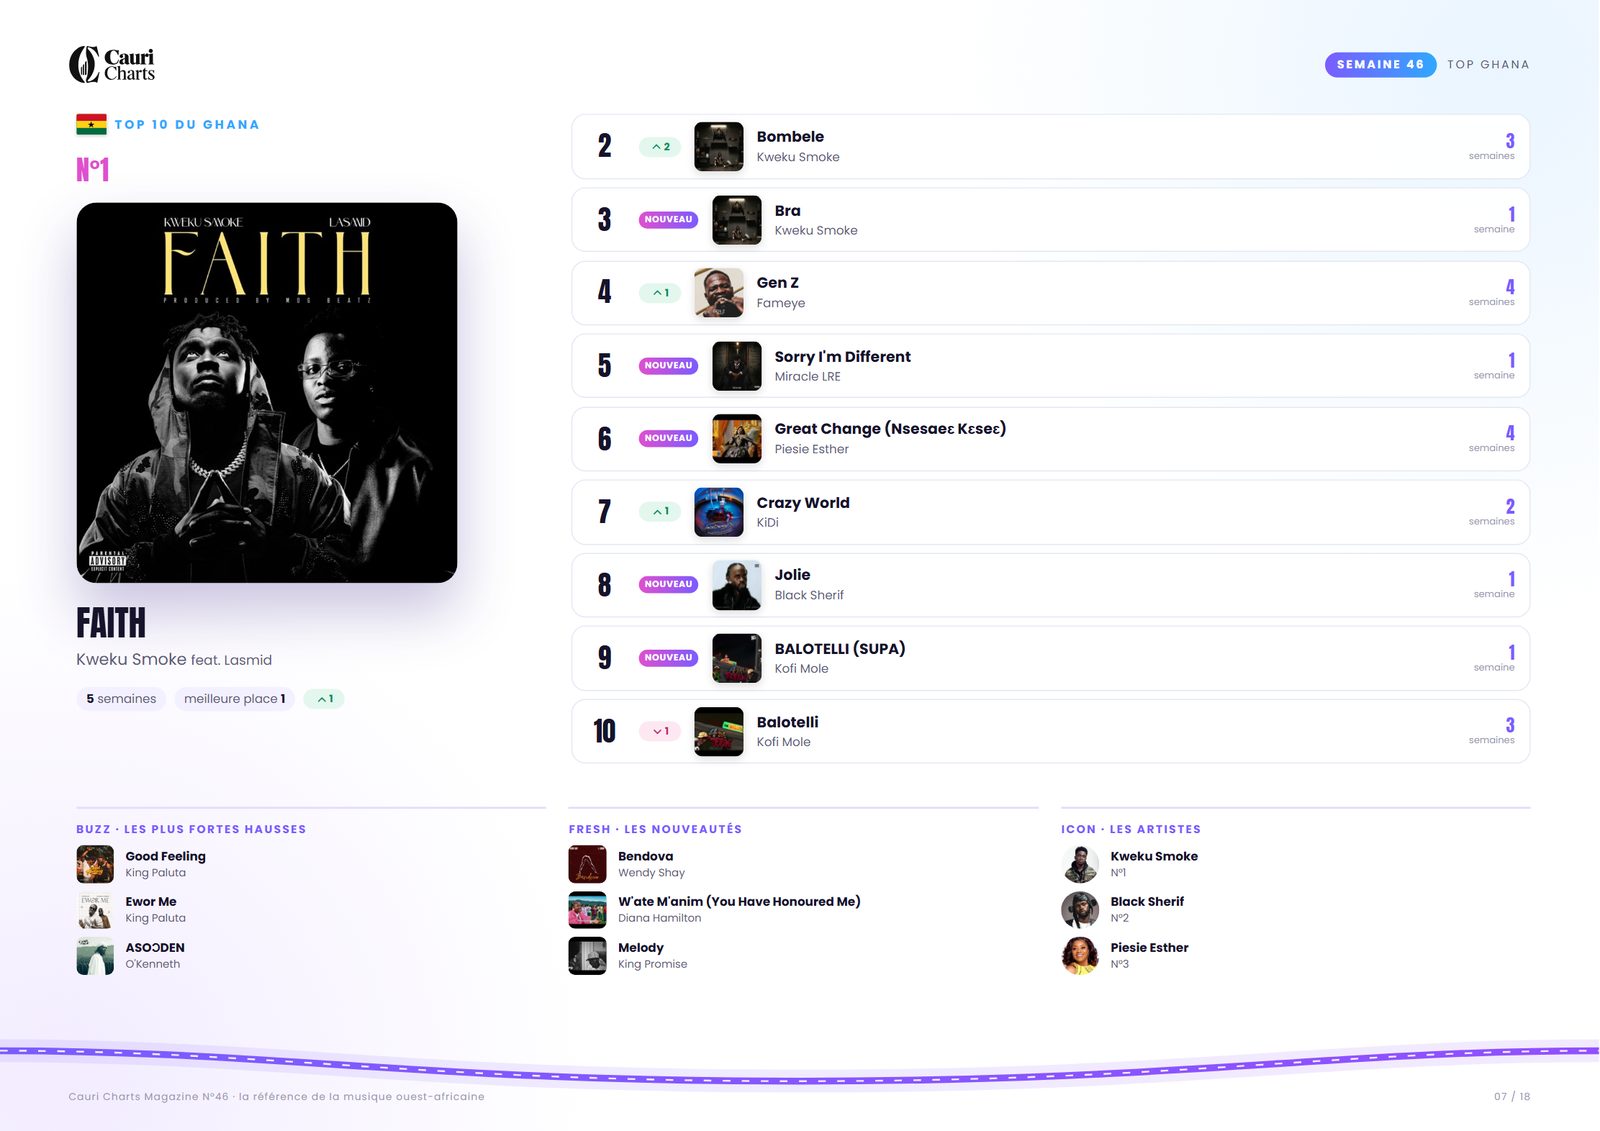 Cauri
Charts
SEMAINE 46
TOP GHANA
TOP 10 DU GHANA
Nº1
KWEKU SMOKE
LASMID
FAITH
PRODUCED BY MOG BEATZ
PARENTAL
ADVISORY
EXPLICIT CONTENT
FAITH
Kweku Smoke feat. Lasmid
5 semaines
meilleure place 1
1
2
2
Bombele
Kweku Smoke
3
semaines
3
NOUVEAU
Bra
Kweku Smoke
1
semaine
4
1
Gen Z
Fameye
4
semaines
5
NOUVEAU
Sorry I'm Different
Miracle LRE
1
semaine
6
NOUVEAU
Great Change (Nsesaeɛ Kɛseɛ)
Piesie Esther
4
semaines
7
1
Crazy World
KiDi
2
semaines
8
NOUVEAU
Jolie
Black Sherif
1
semaine
9
NOUVEAU
BALOTELLI (SUPA)
Kofi Mole
1
semaine
10
1
Balotelli
Kofi Mole
3
semaines
BUZZ · LES PLUS FORTES HAUSSES
Good Feeling
King Paluta
EWOR ME
Ewor Me
King Paluta
ASOƆDEN
O'Kenneth
FRESH · LES NOUVEAUTÉS
Bendova
Wendy Shay
W'ate M'anim (You Have Honoured Me)
Diana Hamilton
Melody
King Promise
ICON · LES ARTISTES
Kweku Smoke
Nº1
Black Sherif
Nº2
Piesie Esther
Nº3
Cauri Charts Magazine Nº46 · la référence de la musique ouest-africaine
07 / 18